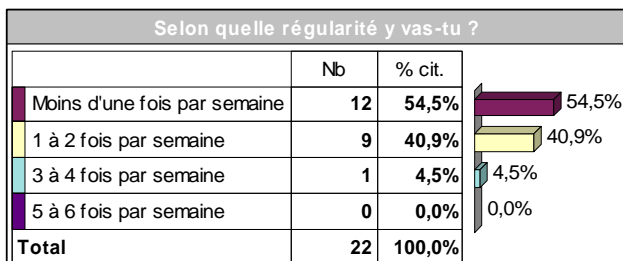 Selon quelle régularité y vas-tu ?
Nb % cit.
Moins d'une fois par semaine 12 54,5% 54,5%
1 à 2 fois par semaine 9 40,9% 40,9%
3 à 4 fois par semaine 1 4,5% 4,5%
5 à 6 fois par semaine 0 0,0% 0,0%
Total 22 100,0%